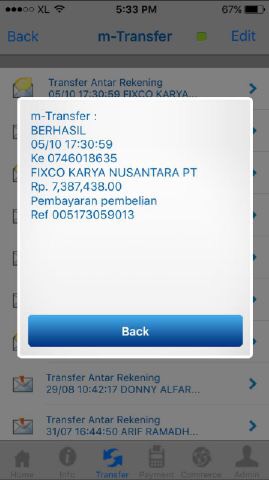 XL 5:33 PM 67%
Back m-Transfer Edit
Transfer Antar Rekening
05/10 17:30:59 FIXCO KARYA...
m-Transfer :
BERHASIL
05/10 17:30:59
Ke 0746018635
FIXCO KARYA NUSANTARA PT
Rp. 7,387,438.00
Pembayaran pembelian
Ref 005173059013
Back
Transfer Antar Rekening
29/08 10:42:17 DONNY ALFAR...
Transfer Antar Rekening
31/07 16:44:50 ARIF RAMADH...
Home Info Transfer Payment Commerce Admin